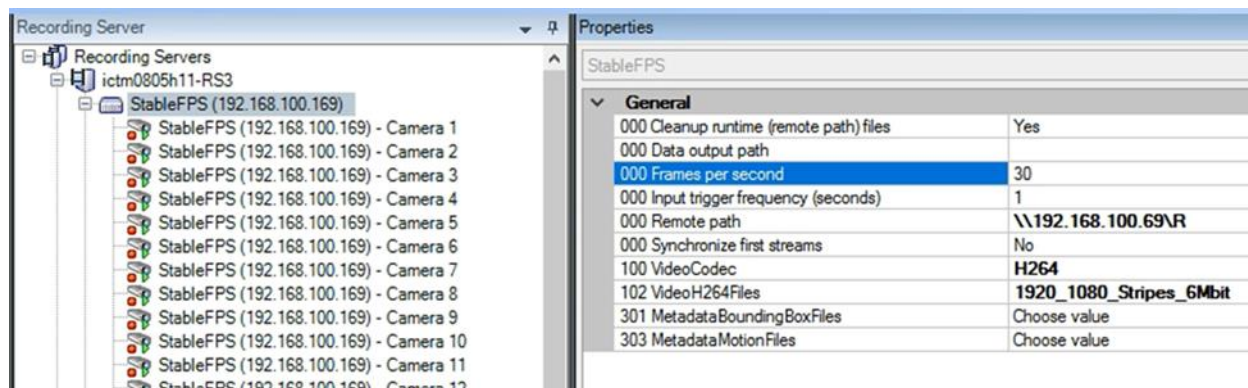 Recording Server
Recording Servers
ictm0805h11-RS3
StableFPS (192.168.100.169)
StableFPS (192.168.100.169) - Camera 1
StableFPS (192.168.100.169) - Camera 2
StableFPS (192.168.100.169) - Camera 3
StableFPS (192.168.100.169) - Camera 4
StableFPS (192.168.100.169) - Camera 5
StableFPS (192.168.100.169) - Camera 6
StableFPS (192.168.100.169) - Camera 7
StableFPS (192.168.100.169) - Camera 8
StableFPS (192.168.100.169) - Camera 9
StableFPS (192.168.100.169) - Camera 10
StableFPS (192.168.100.169) - Camera 11
StableFPS (192.168.100.169) - Camera 12
Properties
StableFPS
General
000 Cleanup runtime (remote path) files Yes
000 Data output path
000 Frames per second 30
000 Input trigger frequency (seconds) 1
000 Remote path \\192.168.100.69\R
000 Synchronize first streams No
100 VideoCodec H264
102 VideoH264Files 1920_1080_Stripes_6Mbit
301 MetadataBoundingBoxFiles Choose value
303 MetadataMotionFiles Choose value